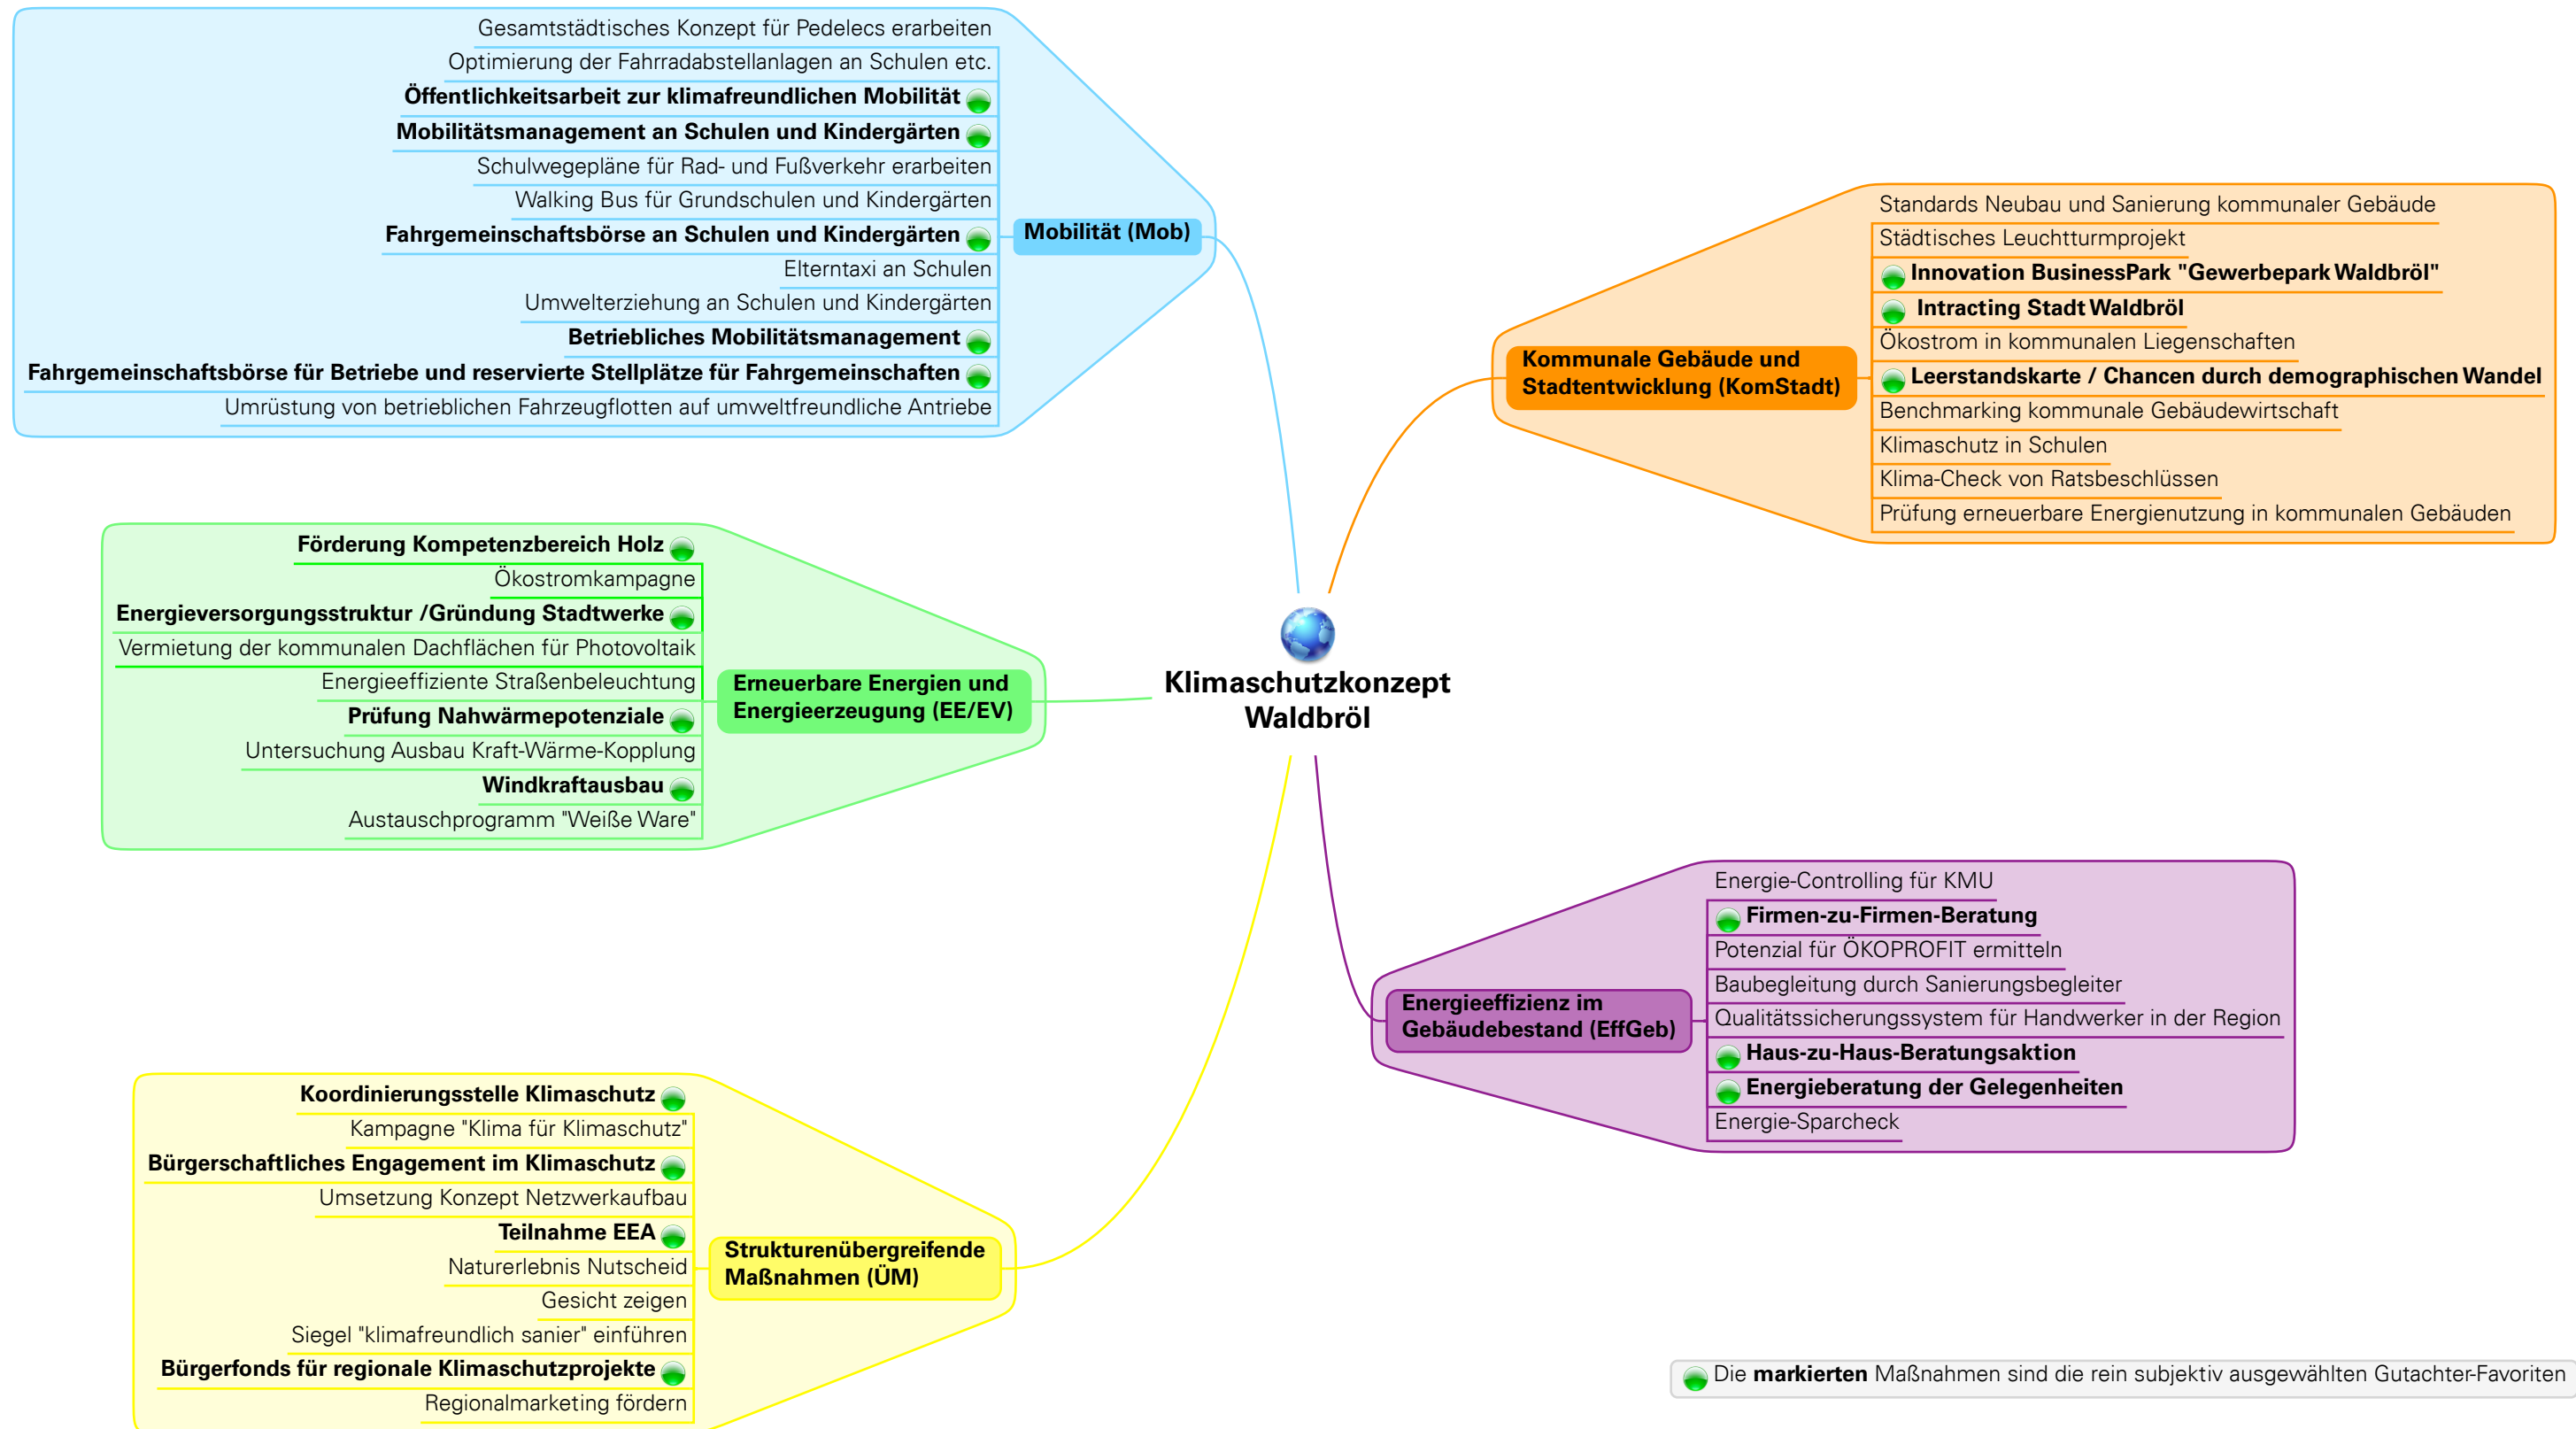 Gesamtstädtisches Konzept für Pedelecs erarbeiten
Optimierung der Fahrradabstellanlagen an Schulen etc.
Öffentlichkeitsarbeit zur klimafreundlichen Mobilität
Mobilitätsmanagement an Schulen und Kindergärten
Schulwegepläne für Rad- und Fußverkehr erarbeiten
Walking Bus für Grundschulen und Kindergärten
Fahrgemeinschaftsbörse an Schulen und Kindergärten
Elterntaxi an Schulen
Umwelterziehung an Schulen und Kindergärten
Betriebliches Mobilitätsmanagement
Fahrgemeinschaftsbörse für Betriebe und reservierte Stellplätze für Fahrgemeinschaften
Umrüstung von betrieblichen Fahrzeugflotten auf umweltfreundliche Antriebe
Mobilität (Mob)
Kommunale Gebäude und
Stadtentwicklung (KomStadt)
Standards Neubau und Sanierung kommunaler Gebäude
Städtisches Leuchtturmprojekt
Innovation BusinessPark "Gewerbepark Waldbröl"
Intracting Stadt Waldbröl
Ökostrom in kommunalen Liegenschaften
Leerstandskarte / Chancen durch demographischen Wandel
Benchmarking kommunale Gebäudewirtschaft
Klimaschutz in Schulen
Klima-Check von Ratsbeschlüssen
Prüfung erneuerbare Energienutzung in kommunalen Gebäuden
Förderung Kompetenzbereich Holz
Ökostromkampagne
Energieversorgungsstruktur /Gründung Stadtwerke
Vermietung der kommunalen Dachflächen für Photovoltaik
Energieeffiziente Straßenbeleuchtung
Prüfung Nahwärmepotenziale
Untersuchung Ausbau Kraft-Wärme-Kopplung
Windkraftausbau
Austauschprogramm "Weiße Ware"
Erneuerbare Energien und
Energieerzeugung (EE/EV)
Klimaschutzkonzept
Waldbröl
Energieeffizienz im
Gebäudebestand (EffGeb)
Energie-Controlling für KMU
Firmen-zu-Firmen-Beratung
Potenzial für ÖKOPROFIT ermitteln
Baubegleitung durch Sanierungsbegleiter
Qualitätssicherungssystem für Handwerker in der Region
Haus-zu-Haus-Beratungsaktion
Energieberatung der Gelegenheiten
Energie-Sparcheck
Koordinierungsstelle Klimaschutz
Kampagne "Klima für Klimaschutz"
Bürgerschaftliches Engagement im Klimaschutz
Umsetzung Konzept Netzwerkaufbau
Teilnahme EEA
Naturerlebnis Nutscheid
Gesicht zeigen
Siegel "klimafreundlich sanier" einführen
Bürgerfonds für regionale Klimaschutzprojekte
Regionalmarketing fördern
Strukturenübergreifende
Maßnahmen (ÜM)
Die markierten Maßnahmen sind die rein subjektiv ausgewählten Gutachter-Favoriten